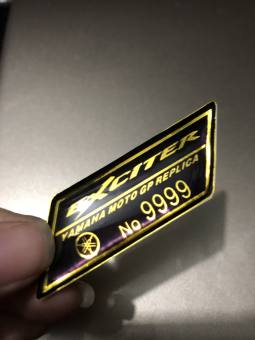 EXCITER
YAMAHA MOTO GP REPLICA
No 9999